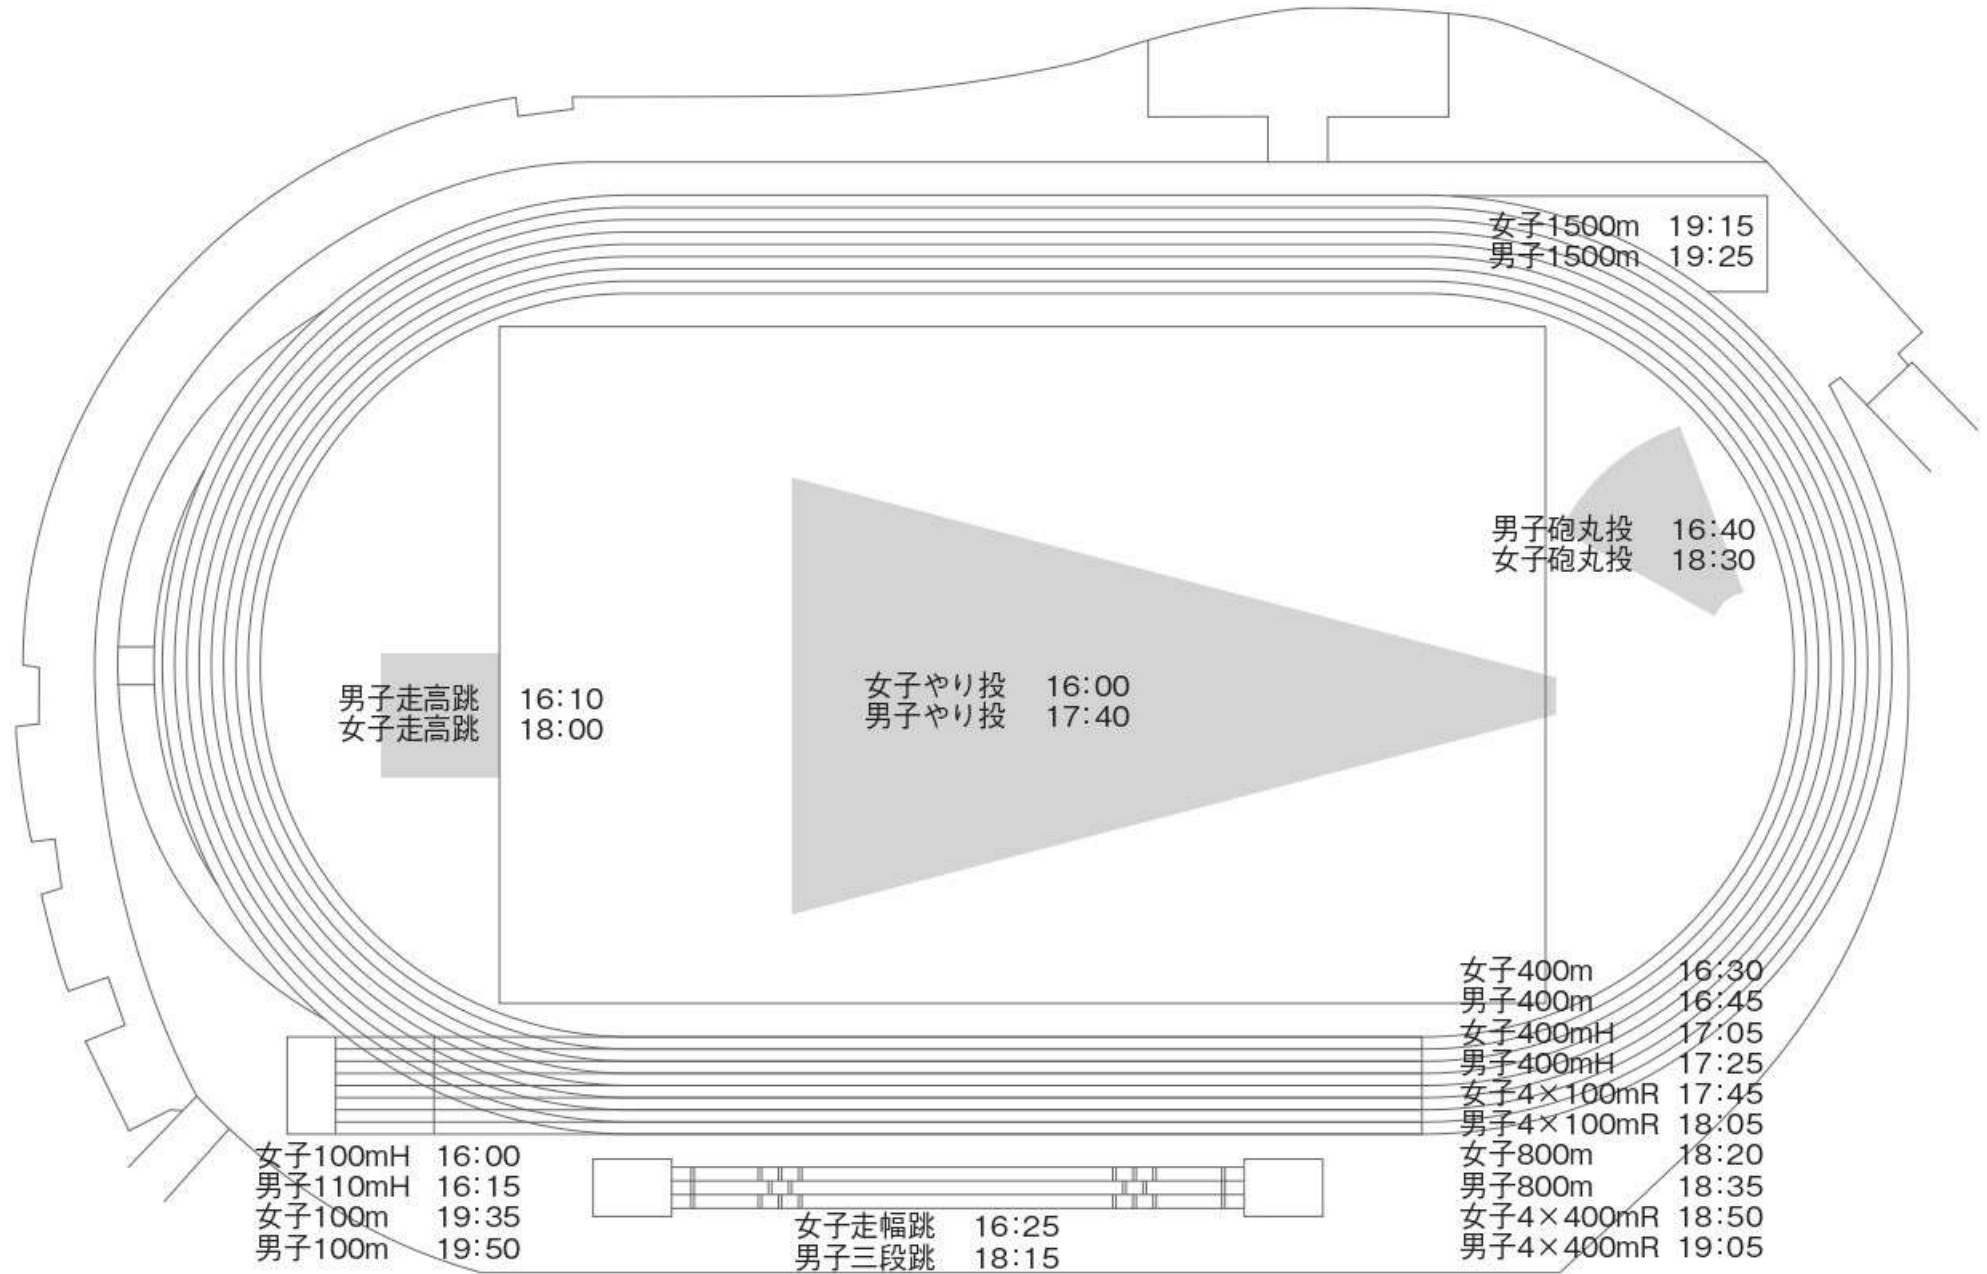 女子1500m 19:15
男子1500m 19:25
男子砲丸投 16:40
女子砲丸投 18:30
男子走高跳 16:10
女子走高跳 18:00
女子やり投 16:00
男子やり投 17:40
女子400m 16:30
男子400m 16:45
女子400mH 17:05
男子400mH 17:25
女子4×100mR 17:45
男子4×100mR 18:05
女子800m 18:20
男子800m 18:35
女子4×400mR 18:50
男子4×400mR 19:05
女子100mH 16:00
男子110mH 16:15
女子100m 19:35
男子100m 19:50
女子走幅跳 16:25
男子三段跳 18:15